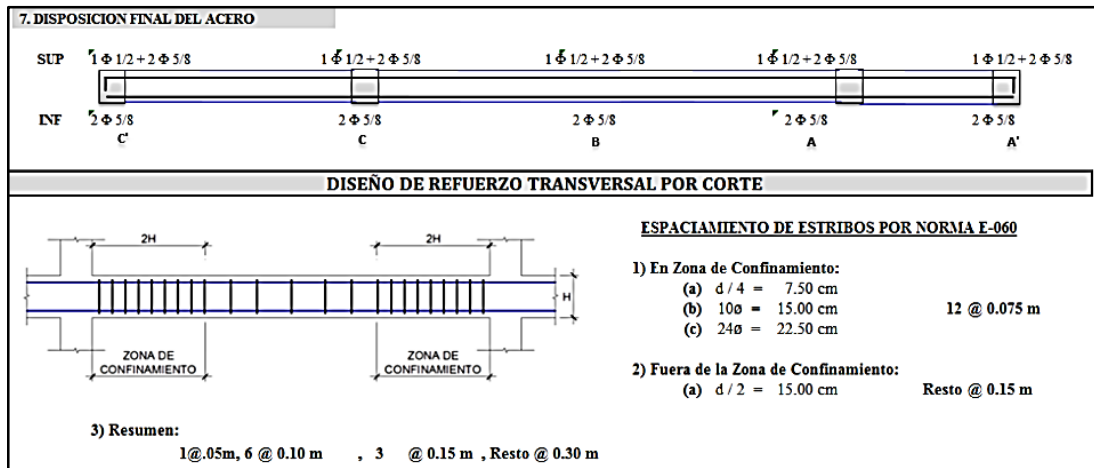 7. DISPOSICION FINAL DEL ACERO
SUP 1 Φ 1/2 + 2 Φ 5/8 1 Φ 1/2 + 2 Φ 5/8 1 Φ 1/2 + 2 Φ 5/8 1 Φ 1/2 + 2 Φ 5/8 1 Φ 1/2 + 2 Φ 5/8
INF 2 Φ 5/8 2 Φ 5/8 2 Φ 5/8 2 Φ 5/8 2 Φ 5/8
C' C B A A'
DISEÑO DE REFUERZO TRANSVERSAL POR CORTE
2H 2H
H
ZONA DE CONFINAMIENTO
ZONA DE CONFINAMIENTO
ESPACIAMIENTO DE ESTRIBOS POR NORMA E-060
1) En Zona de Confinamiento:
(a) d / 4 = 7.50 cm
(b) 10ø = 15.00 cm 12 @ 0.075 m
(c) 24ø = 22.50 cm
2) Fuera de la Zona de Confinamiento:
(a) d / 2 = 15.00 cm Resto @ 0.15 m
3) Resumen:
1@.05m, 6 @ 0.10 m , 3 @ 0.15 m , Resto @ 0.30 m